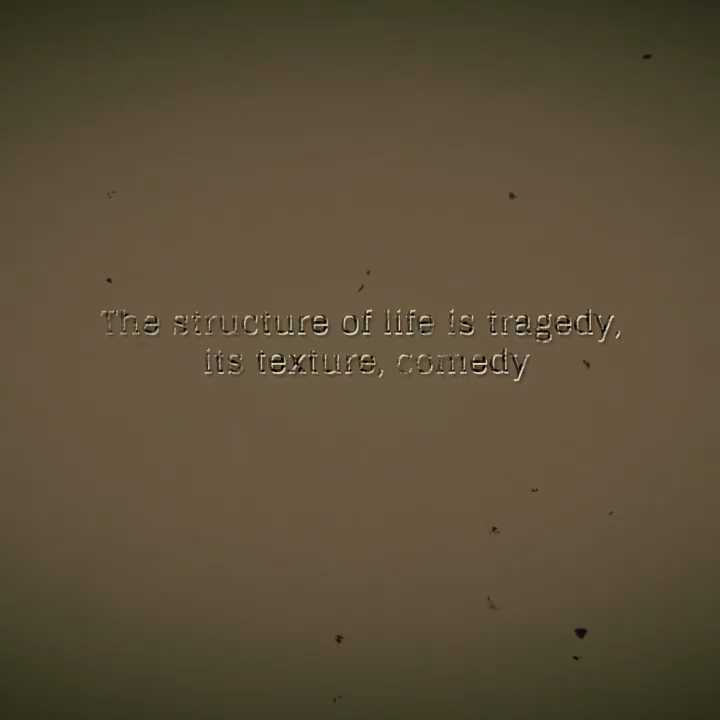 The structure of life is tragedy,
its texture, comedy